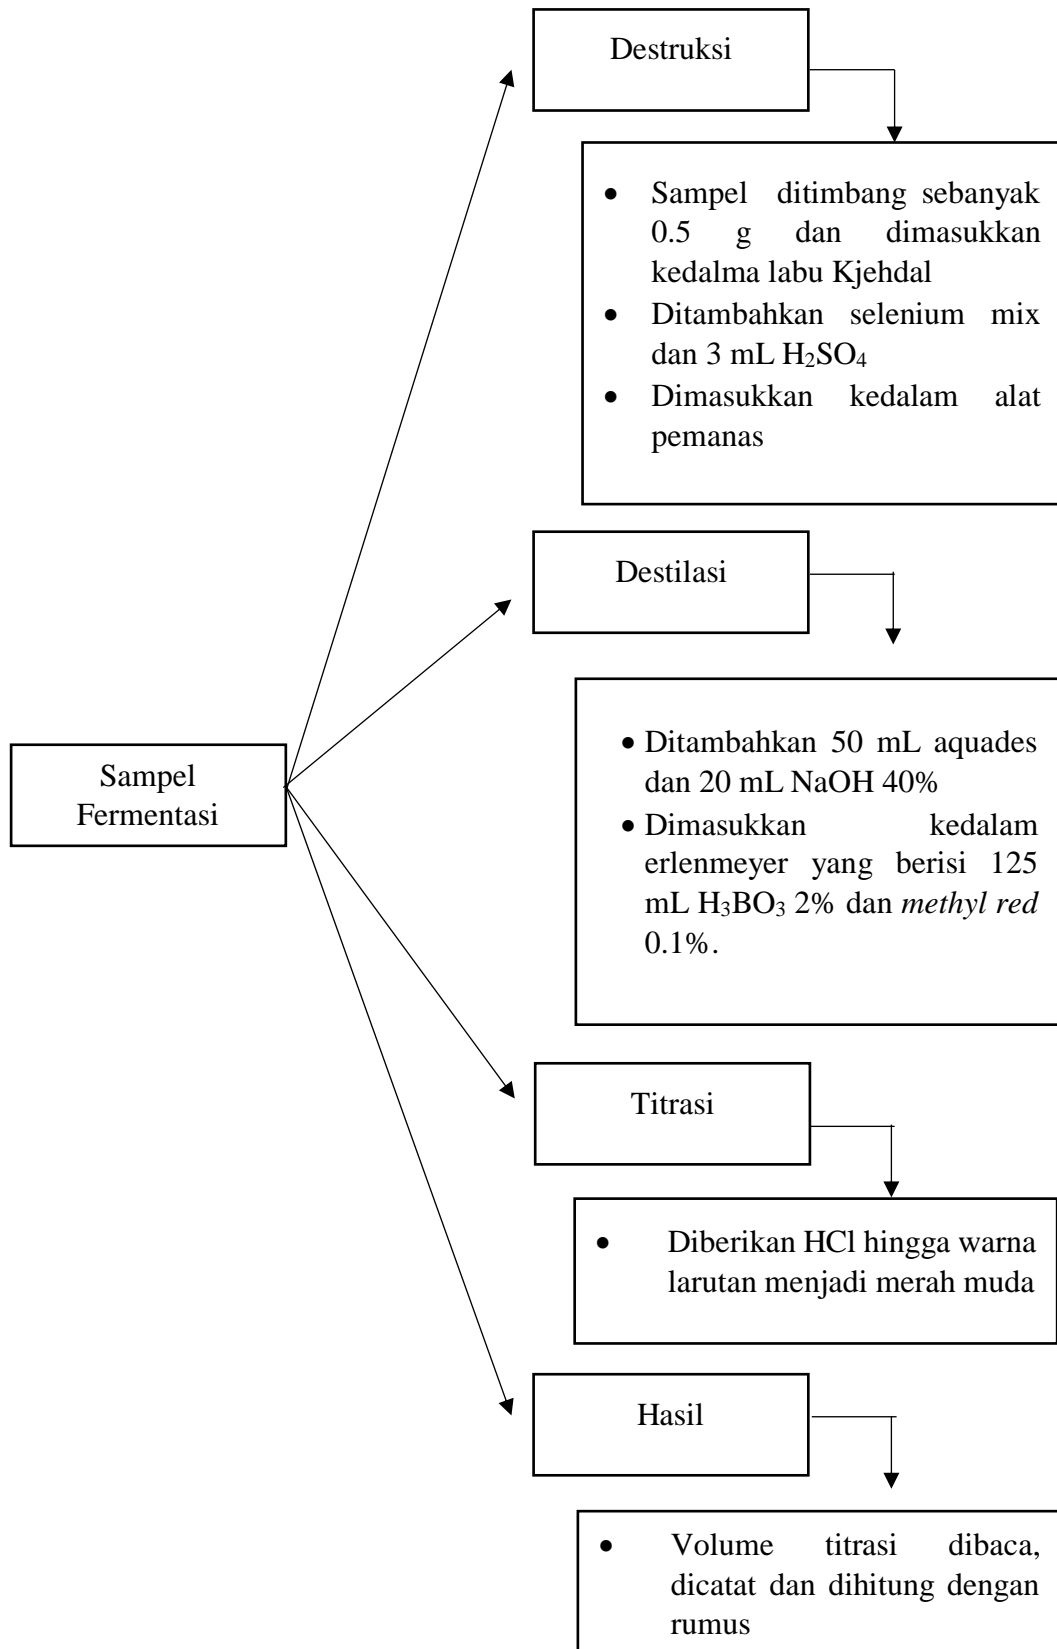 Destruksi
• Sampel ditimbang sebanyak
0.5 g dan dimasukkan
kedalma labu Kjehdal
• Ditambahkan selenium mix
dan 3 mL H₂SO₄
• Dimasukkan kedalam alat
pemanas
Destilasi
Sampel
Fermentasi
• Ditambahkan 50 mL aquades
dan 20 mL NaOH 40%
• Dimasukkan kedalam
erlenmeyer yang berisi 125
mL H₃BO₃ 2% dan methyl red
0.1%.
Titrasi
• Diberikan HCl hingga warna
larutan menjadi merah muda
Hasil
• Volume titrasi dibaca,
dicatat dan dihitung dengan
rumus